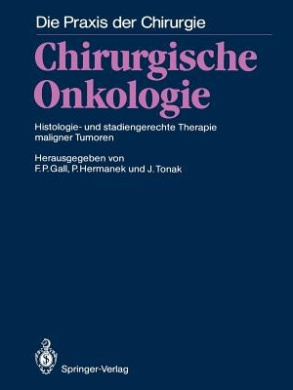 Die Praxis der Chirurgie
Chirurgische
Onkologie
Histologie- und stadiengerechte Therapie
maligner Tumoren
Herausgegeben von
F.P.Gall, P.Hermanek und J.Tonak
Springer-Verlag